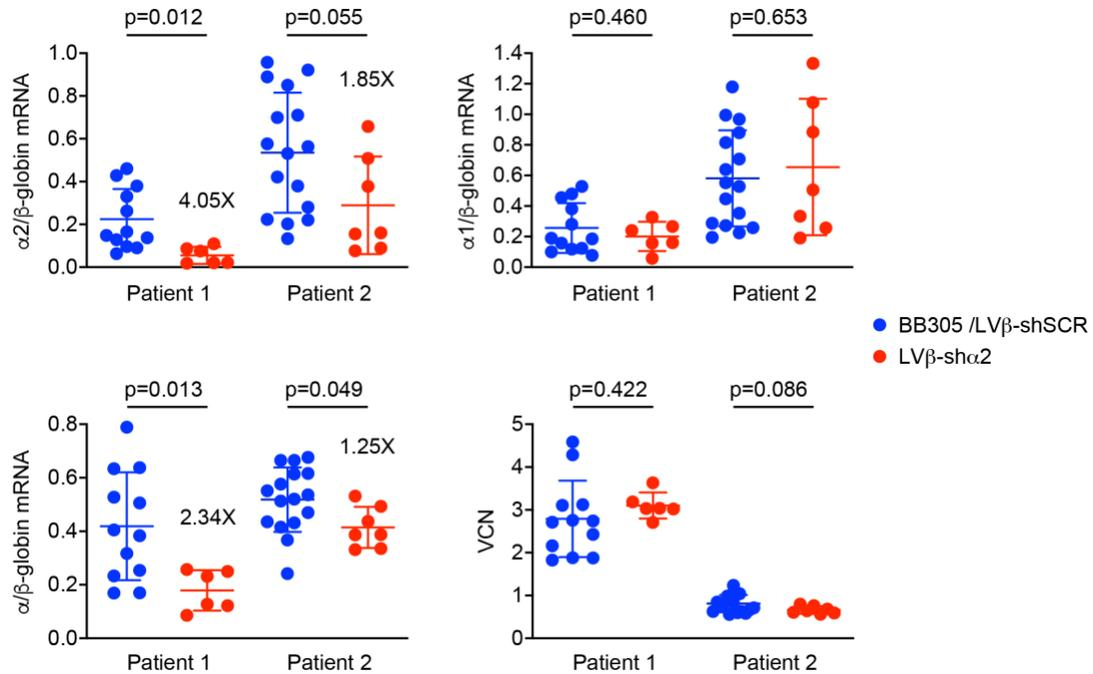 p=0.012
p=0.055
α2/β-globin mRNA
1.0
0.8
0.6
0.4
0.2
0.0
4.05X
1.85X
Patient 1
Patient 2
p=0.460
p=0.653
α1/β-globin mRNA
1.4
1.2
1.0
0.8
0.6
0.4
0.2
0.0
Patient 1
Patient 2
BB305 /LVβ-shSCR
LVβ-shα2
p=0.013
p=0.049
α/β-globin mRNA
0.8
0.6
0.4
0.2
0.0
2.34X
1.25X
Patient 1
Patient 2
p=0.422
p=0.086
VCN
5
4
3
2
1
0
Patient 1
Patient 2